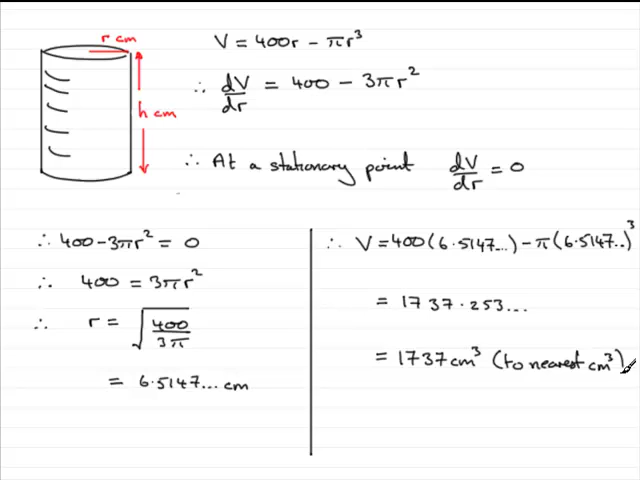 r cm
h cm
V = 400r - πr³
∴ dV/dr = 400 - 3πr²
∴ At a stationary point dV/dr = 0
∴ 400 - 3πr² = 0
∴ 400 = 3πr²
∴ r = √(400/3π)
= 6.5147... cm
∴ V = 400(6.5147...) - π(6.5147..)³
= 1737.253...
= 1737 cm³ (to nearest cm³)